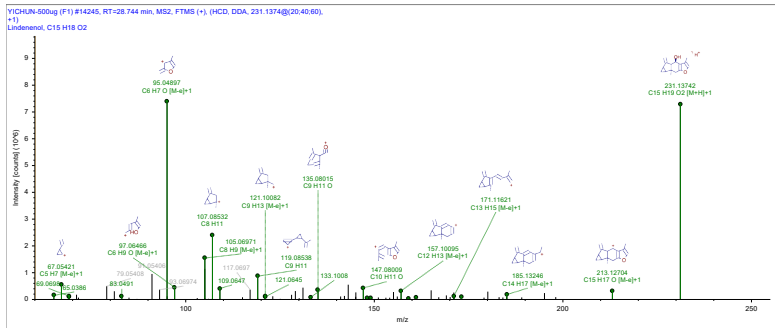 YICHUN-500ug (F1) #14245, RT=28.744 min, MS2, FTMS (+), (HCD, DDA, 231.1374@(20;40;60),
+1)
Lindenenol, C15 H18 O2
Intensity [counts] (10^6)
9
8
7
6
5
4
3
2
1
0
95.04897
C6 H7 O [M-e]+1
OH
+ H+
231.13742
C15 H19 O2 [M+H]+1
135.08015
C9 H11 O
121.10082
C9 H13 [M-e]+1
171.11621
C13 H15 [M-e]+1
107.08532
C8 H11
97.06466
C6 H9 O [M-e]+1
105.06971
C8 H9 [M-e]+1
119.08538
C9 H11
157.10095
C12 H13 [M-e]+1
67.05421
C5 H7 [M-e]+1
91.05406
79.05408
117.0697
147.08009
C10 H11 O
185.13246
C14 H17 [M-e]+1
213.12704
C15 H17 O [M-e]+1
69.0698
65.0386
83.0491
93.06974
109.0647
121.0645
133.1008
100
150
200
250
m/z